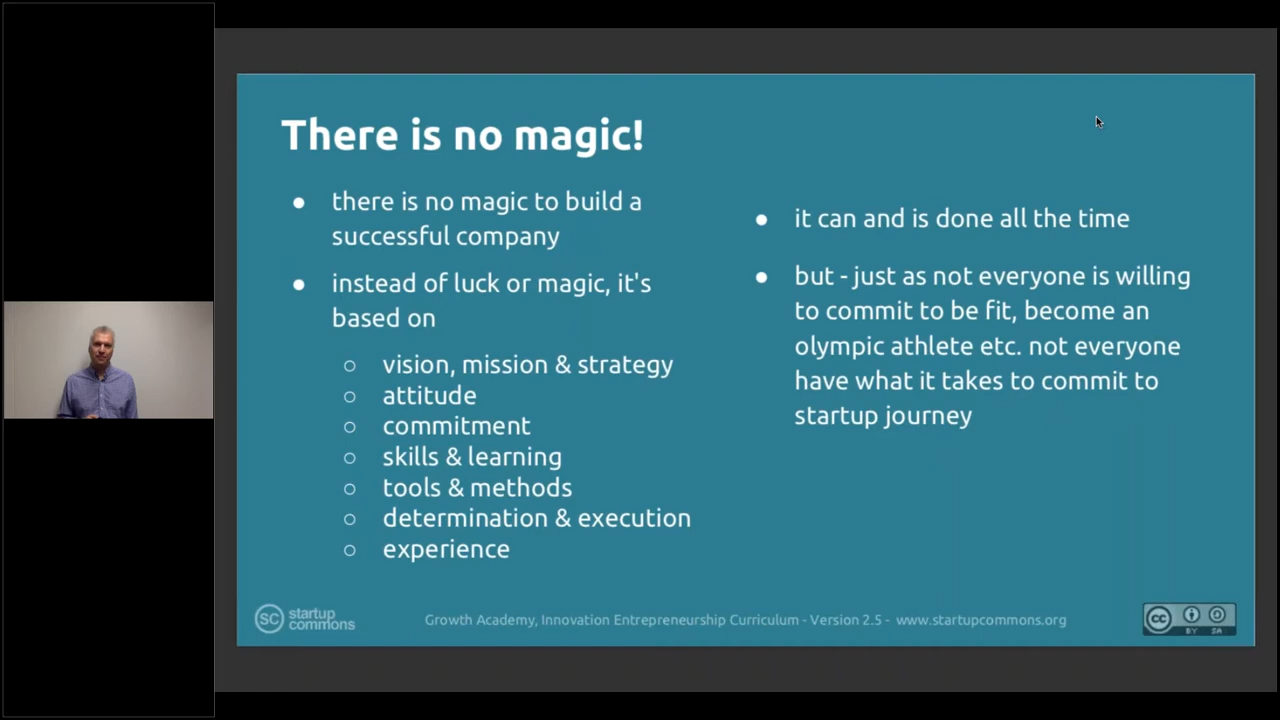 There is no magic!
● there is no magic to build a
successful company
● instead of luck or magic, it's
based on
○ vision, mission & strategy
○ attitude
○ commitment
○ skills & learning
○ tools & methods
○ determination & execution
○ experience
● it can and is done all the time
● but - just as not everyone is willing
to commit to be fit, become an
olympic athlete etc. not everyone
have what it takes to commit to
startup journey
SC startup
commons
Growth Academy, Innovation Entrepreneurship Curriculum - Version 2.5 - www.startupcommons.org
cc
BY SA